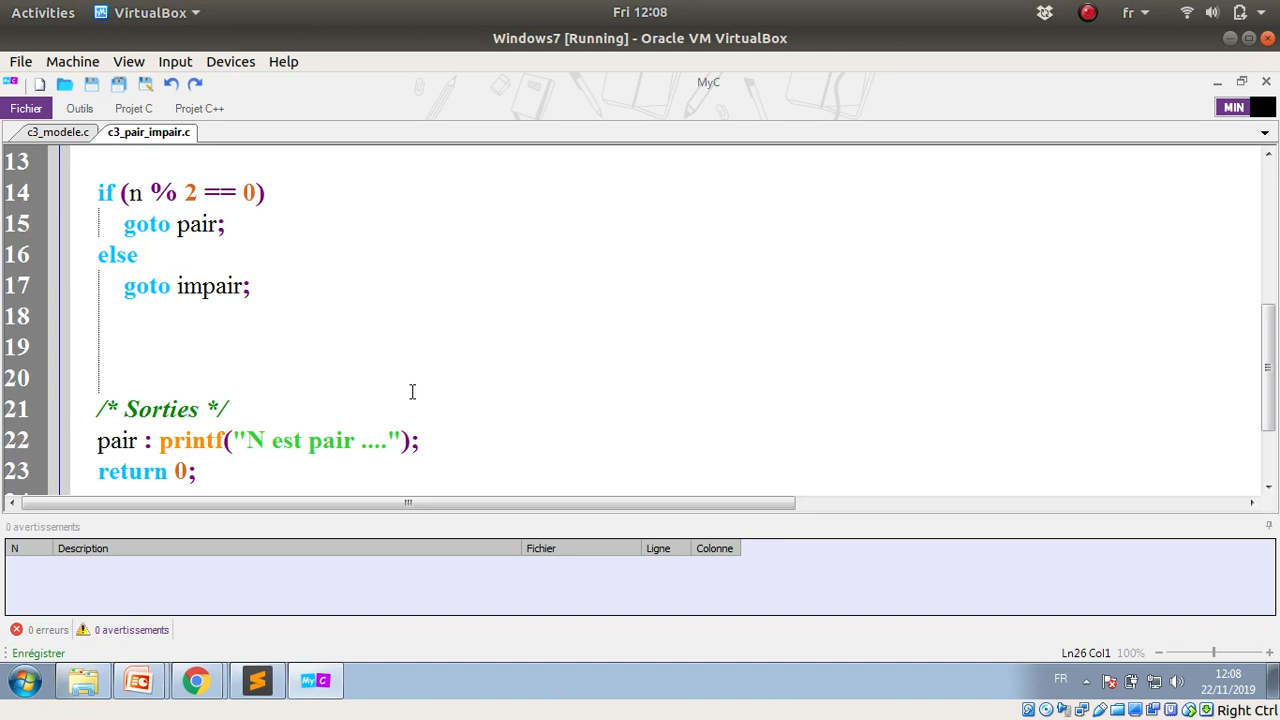 Activities VirtualBox Fri 12:08 fr
Windows7 [Running] - Oracle VM VirtualBox
File Machine View Input Devices Help
MyC MyC
Fichier Outils Projet C Projet C++ MIN
c3_modele.c c3_pair_impair.c
13
14 if (n % 2 == 0)
15 goto pair;
16 else
17 goto impair;
18
19
20
21 /* Sorties */
22 pair : printf("N est pair ....");
23 return 0;
0 avertissements
N Description Fichier Ligne Colonne
0 erreurs 0 avertissements
Enrégistrer Ln26 Col1 100%
MyC FR 12:08
22/11/2019
Right Ctrl